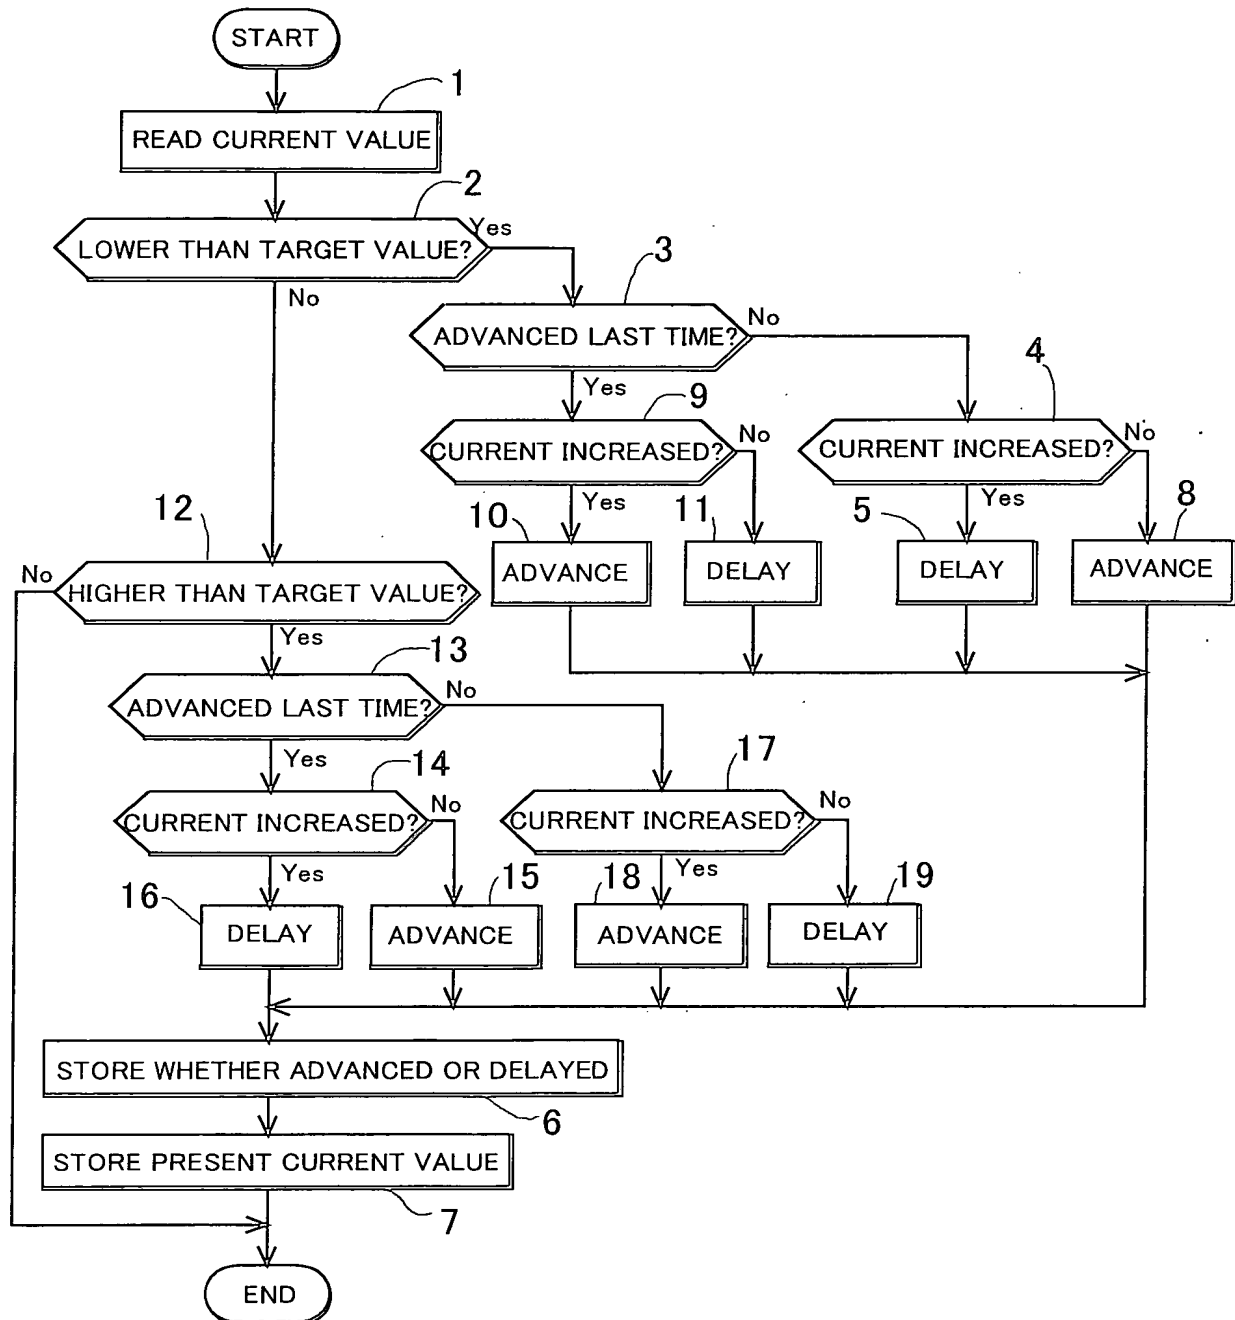 START
1
READ CURRENT VALUE
2
LOWER THAN TARGET VALUE?
Yes
No
3
ADVANCED LAST TIME?
No
Yes
4
9
CURRENT INCREASED?
No
Yes
CURRENT INCREASED?
No
Yes
12
10
11
5
8
ADVANCE
DELAY
DELAY
ADVANCE
No
HIGHER THAN TARGET VALUE?
Yes
13
ADVANCED LAST TIME?
No
Yes
14
17
CURRENT INCREASED?
No
Yes
CURRENT INCREASED?
No
Yes
16
15
18
19
DELAY
ADVANCE
ADVANCE
DELAY
STORE WHETHER ADVANCED OR DELAYED
6
STORE PRESENT CURRENT VALUE
7
END